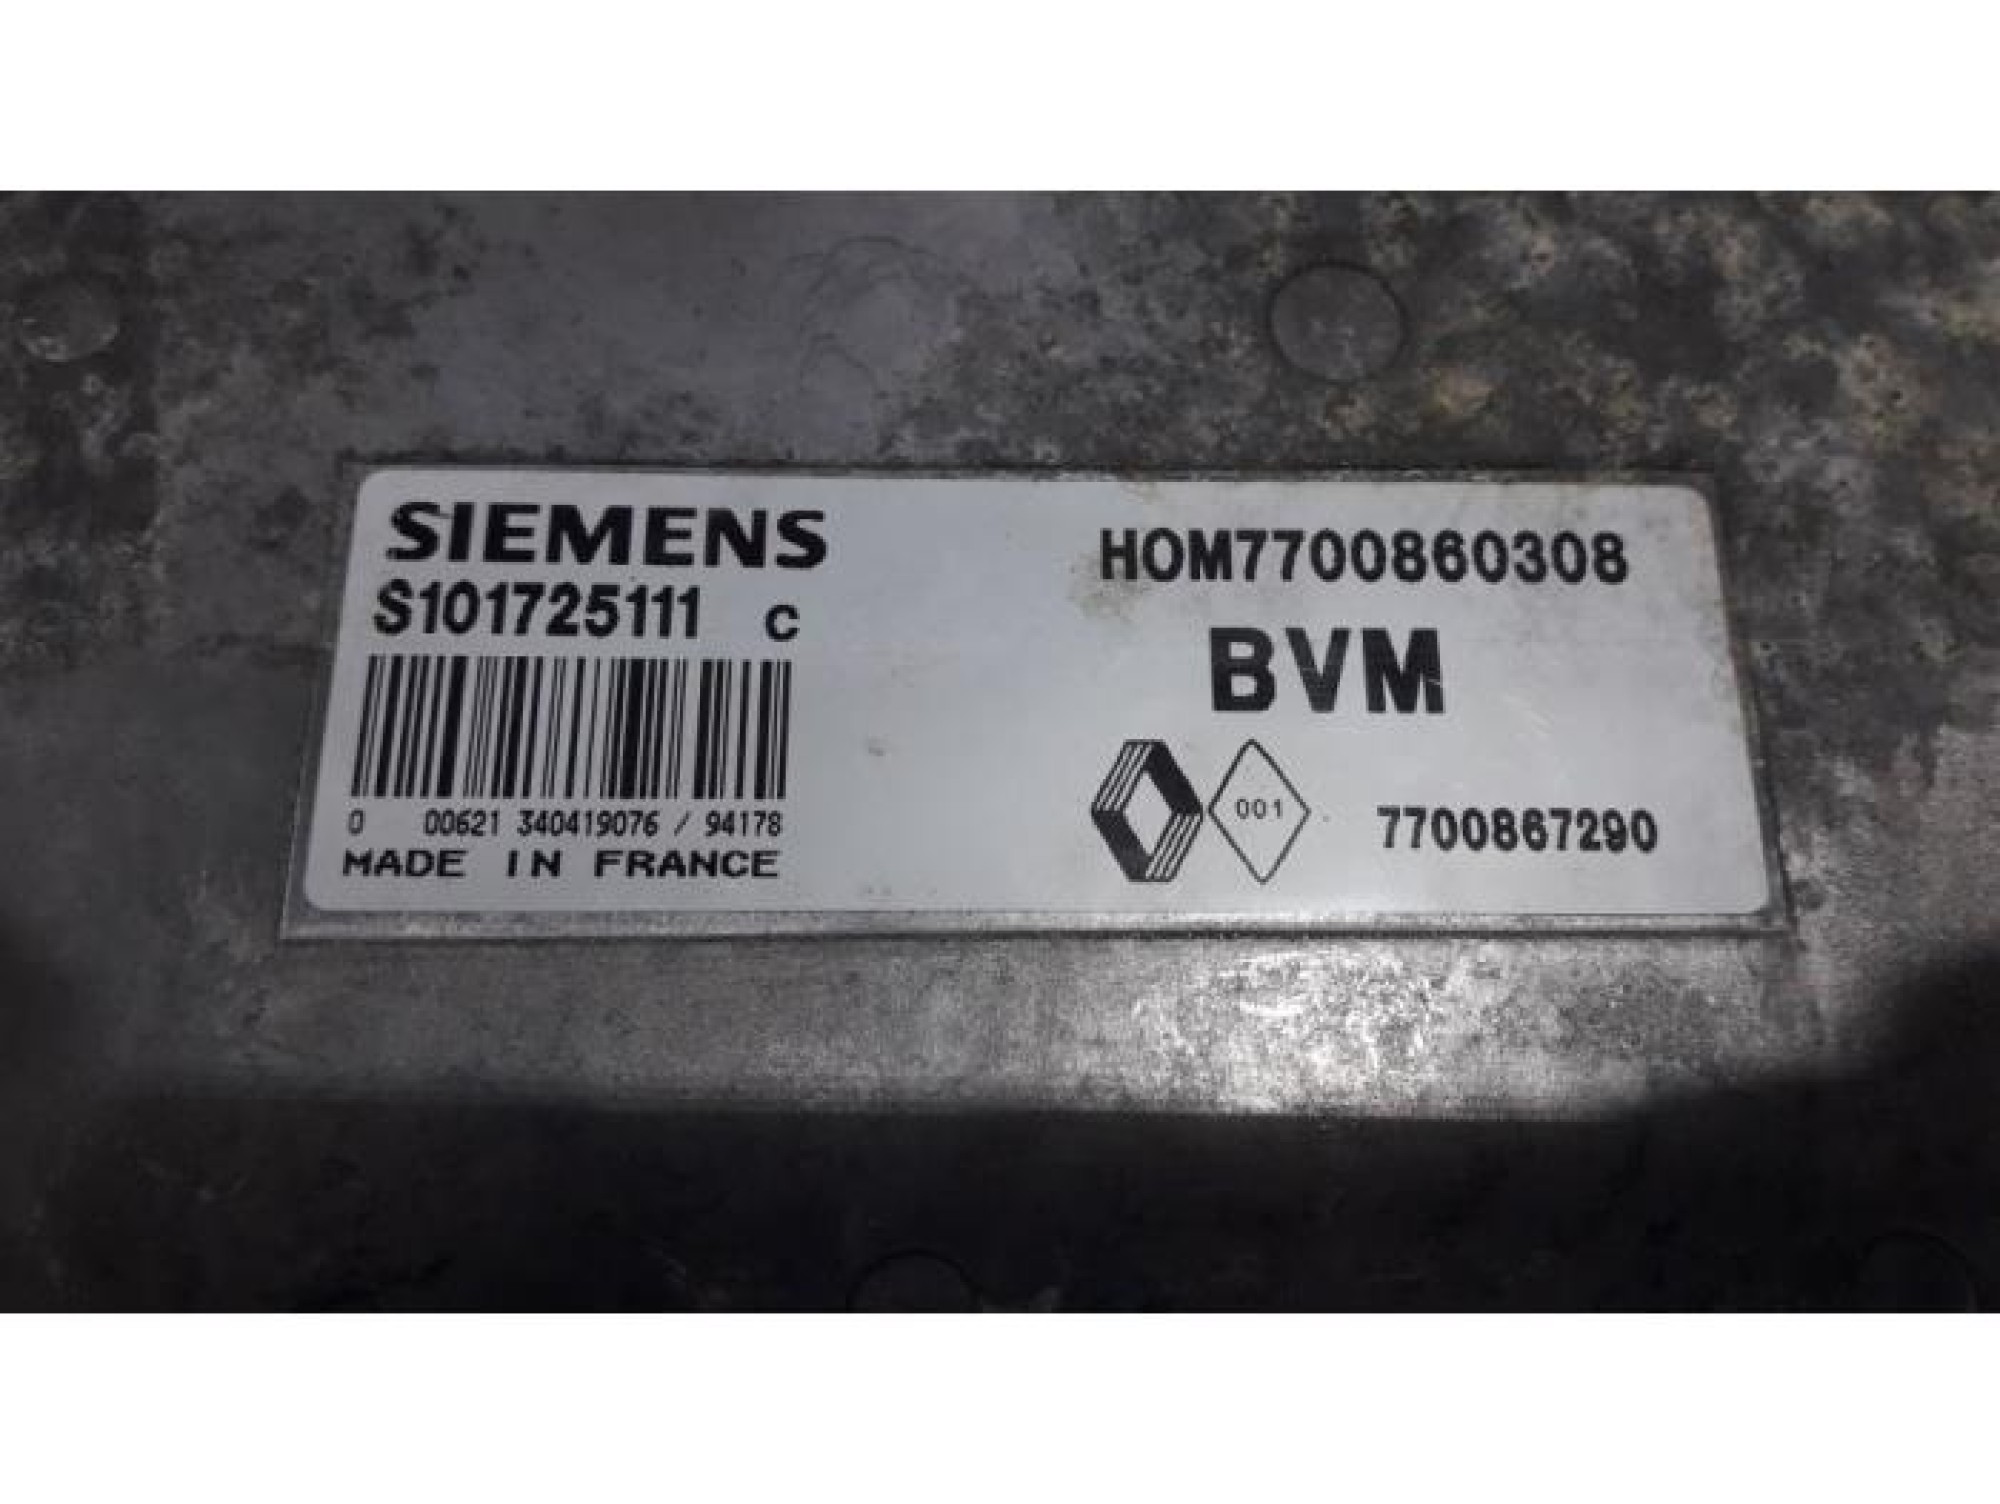 SIEMENS
S101725111 C
0 00621 340419076 / 94178
MADE IN FRANCE
HOM7700860308
BVM
001
7700867290